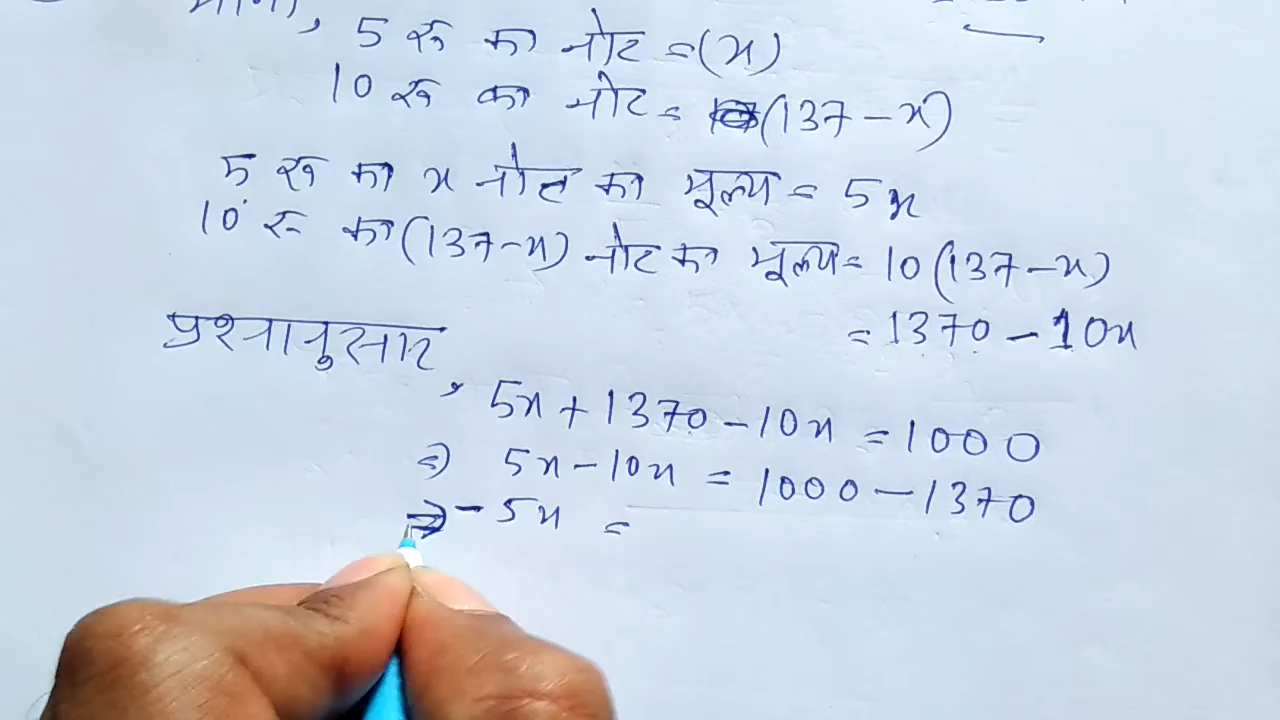 माना,
5 रु का नोट = (x)
10 रु का नोट = (137 - x)
5 रु का x नोट का मूल्य = 5x
10 रु का (137-x) नोट का मूल्य = 10(137-x)
= 1370 - 10x
प्रश्नानुसार,
5x + 1370 - 10x = 1000
⇒ 5x - 10x = 1000 - 1370
⇒ - 5x =